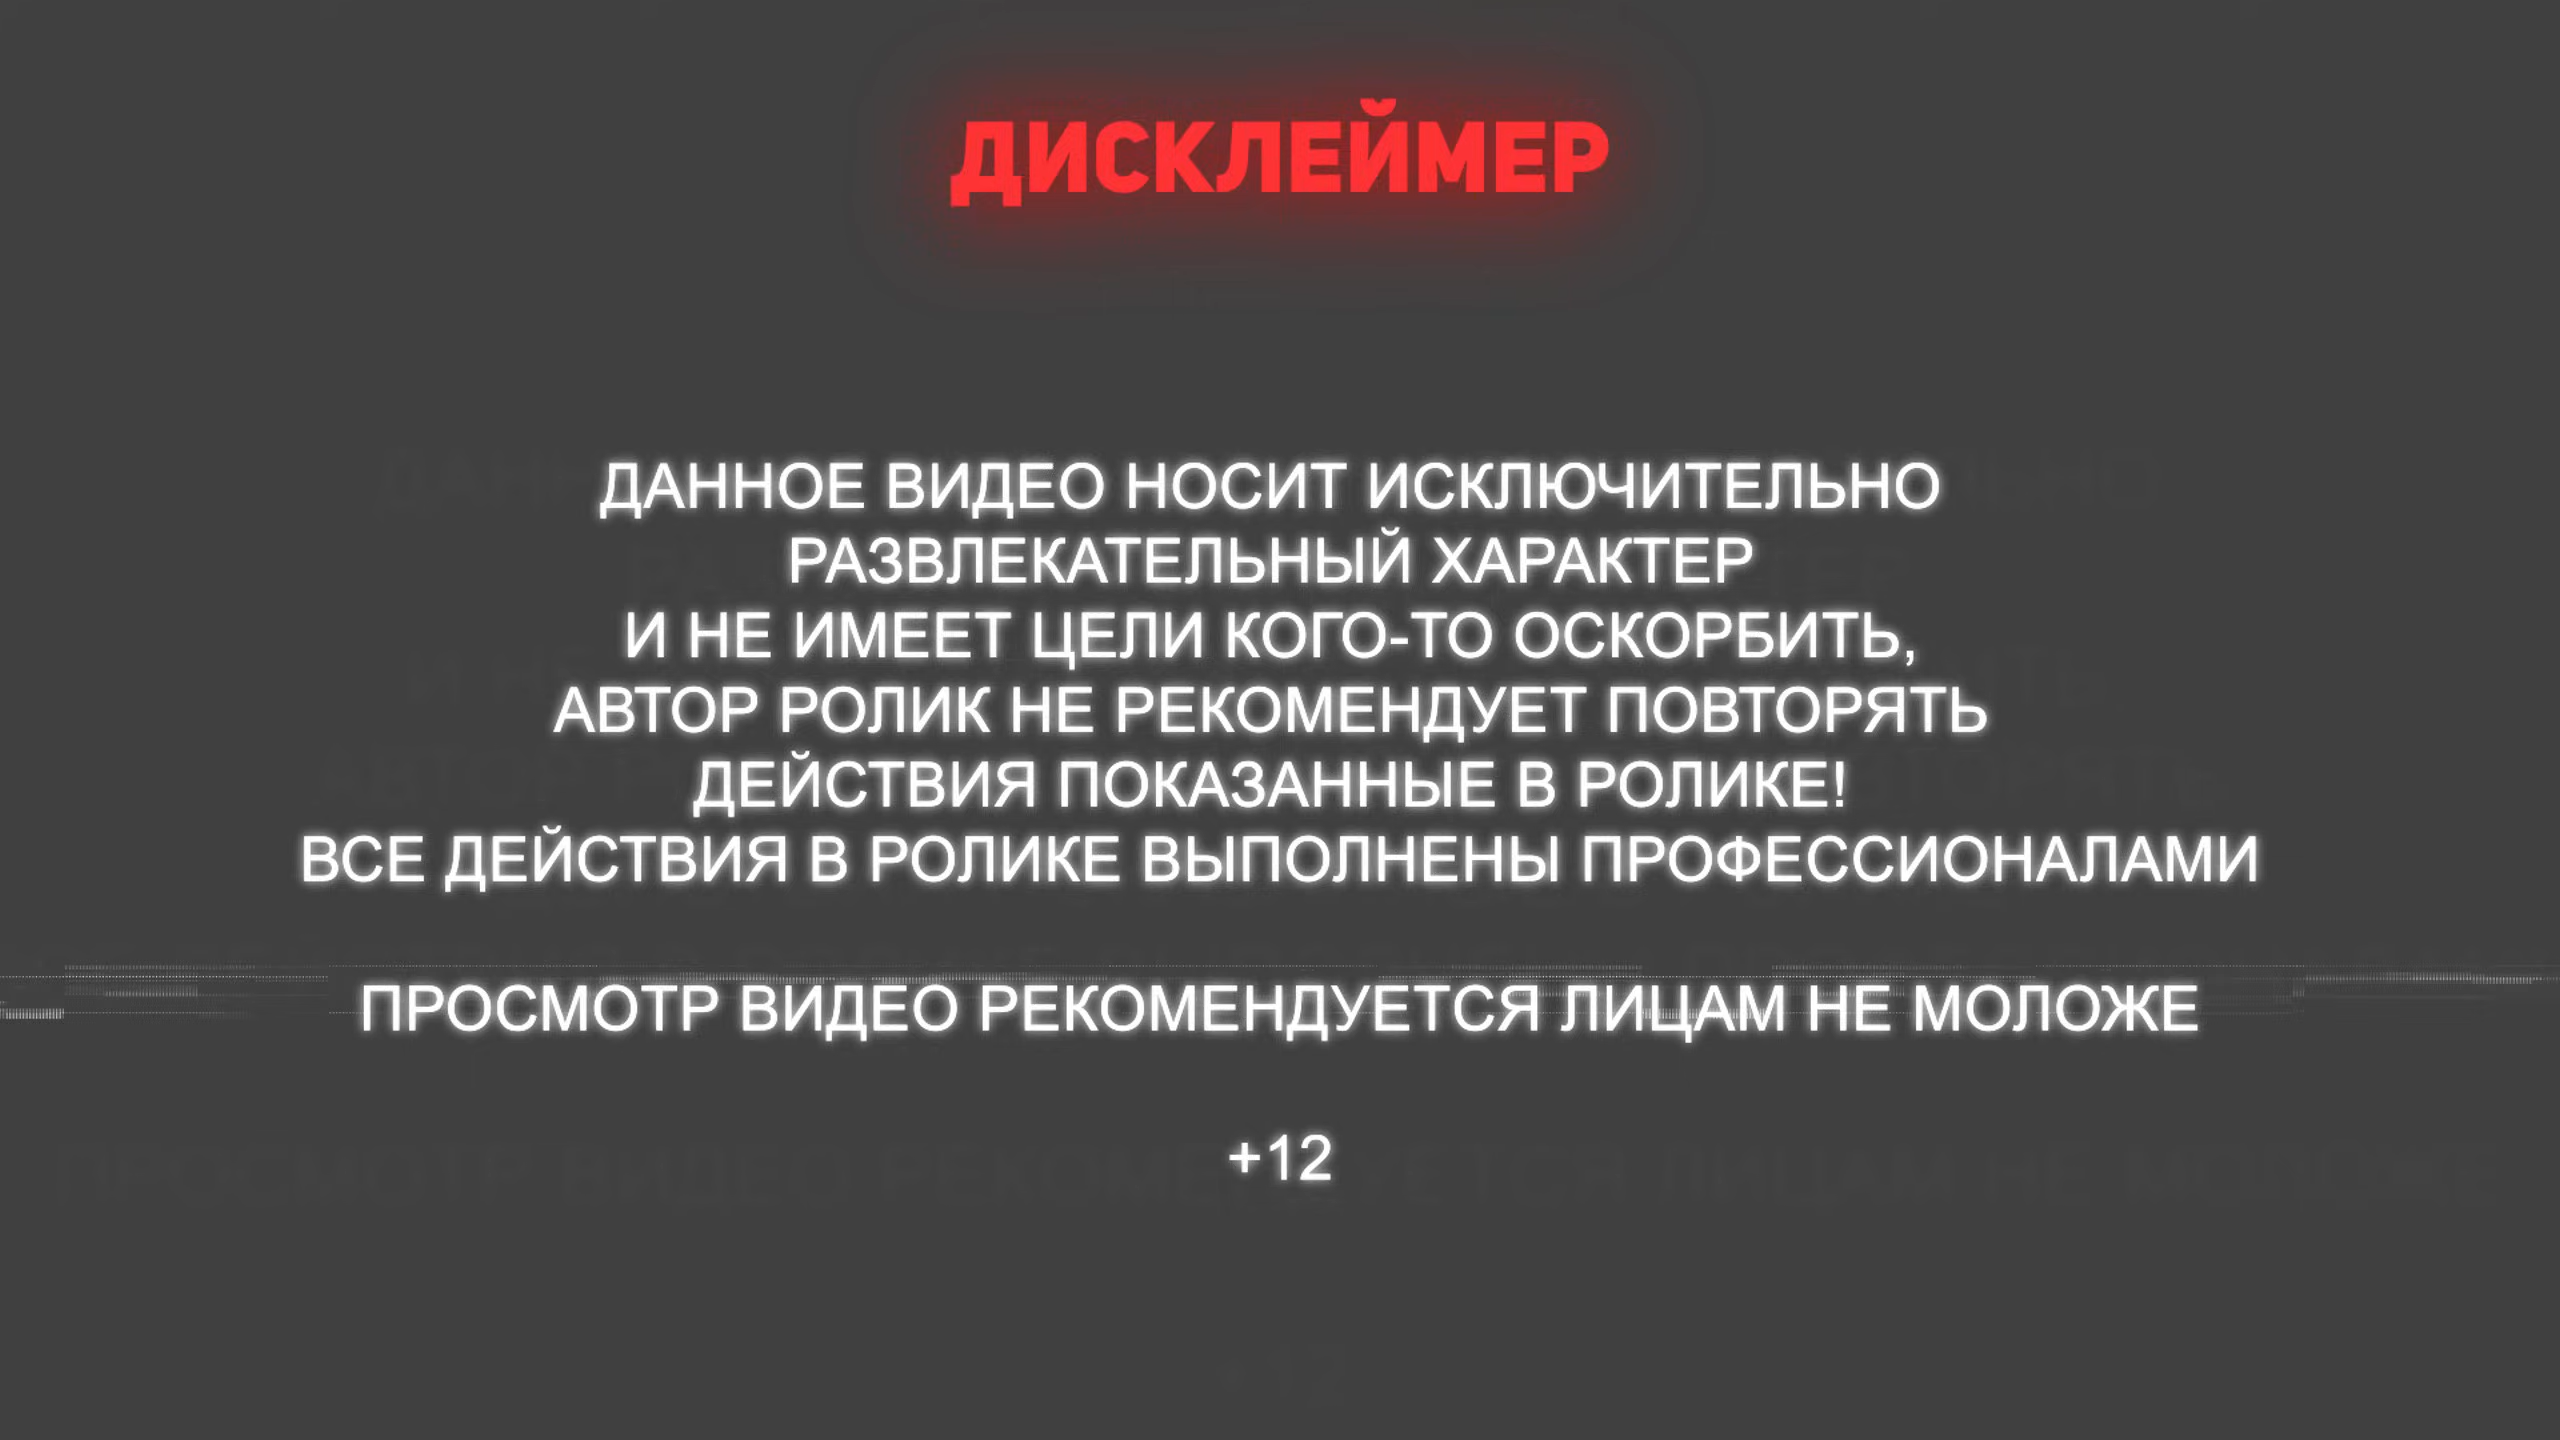 ДИСКЛЕЙМЕР
ДАННОЕ ВИДЕО НОСИТ ИСКЛЮЧИТЕЛЬНО
РАЗВЛЕКАТЕЛЬНЫЙ ХАРАКТЕР
И НЕ ИМЕЕТ ЦЕЛИ КОГО-ТО ОСКОРБИТЬ,
АВТОР РОЛИК НЕ РЕКОМЕНДУЕТ ПОВТОРЯТЬ
ДЕЙСТВИЯ ПОКАЗАННЫЕ В РОЛИКЕ!
ВСЕ ДЕЙСТВИЯ В РОЛИКЕ ВЫПОЛНЕНЫ ПРОФЕССИОНАЛАМИ
ПРОСМОТР ВИДЕО РЕКОМЕНДУЕТСЯ ЛИЦАМ НЕ МОЛОЖЕ
+12